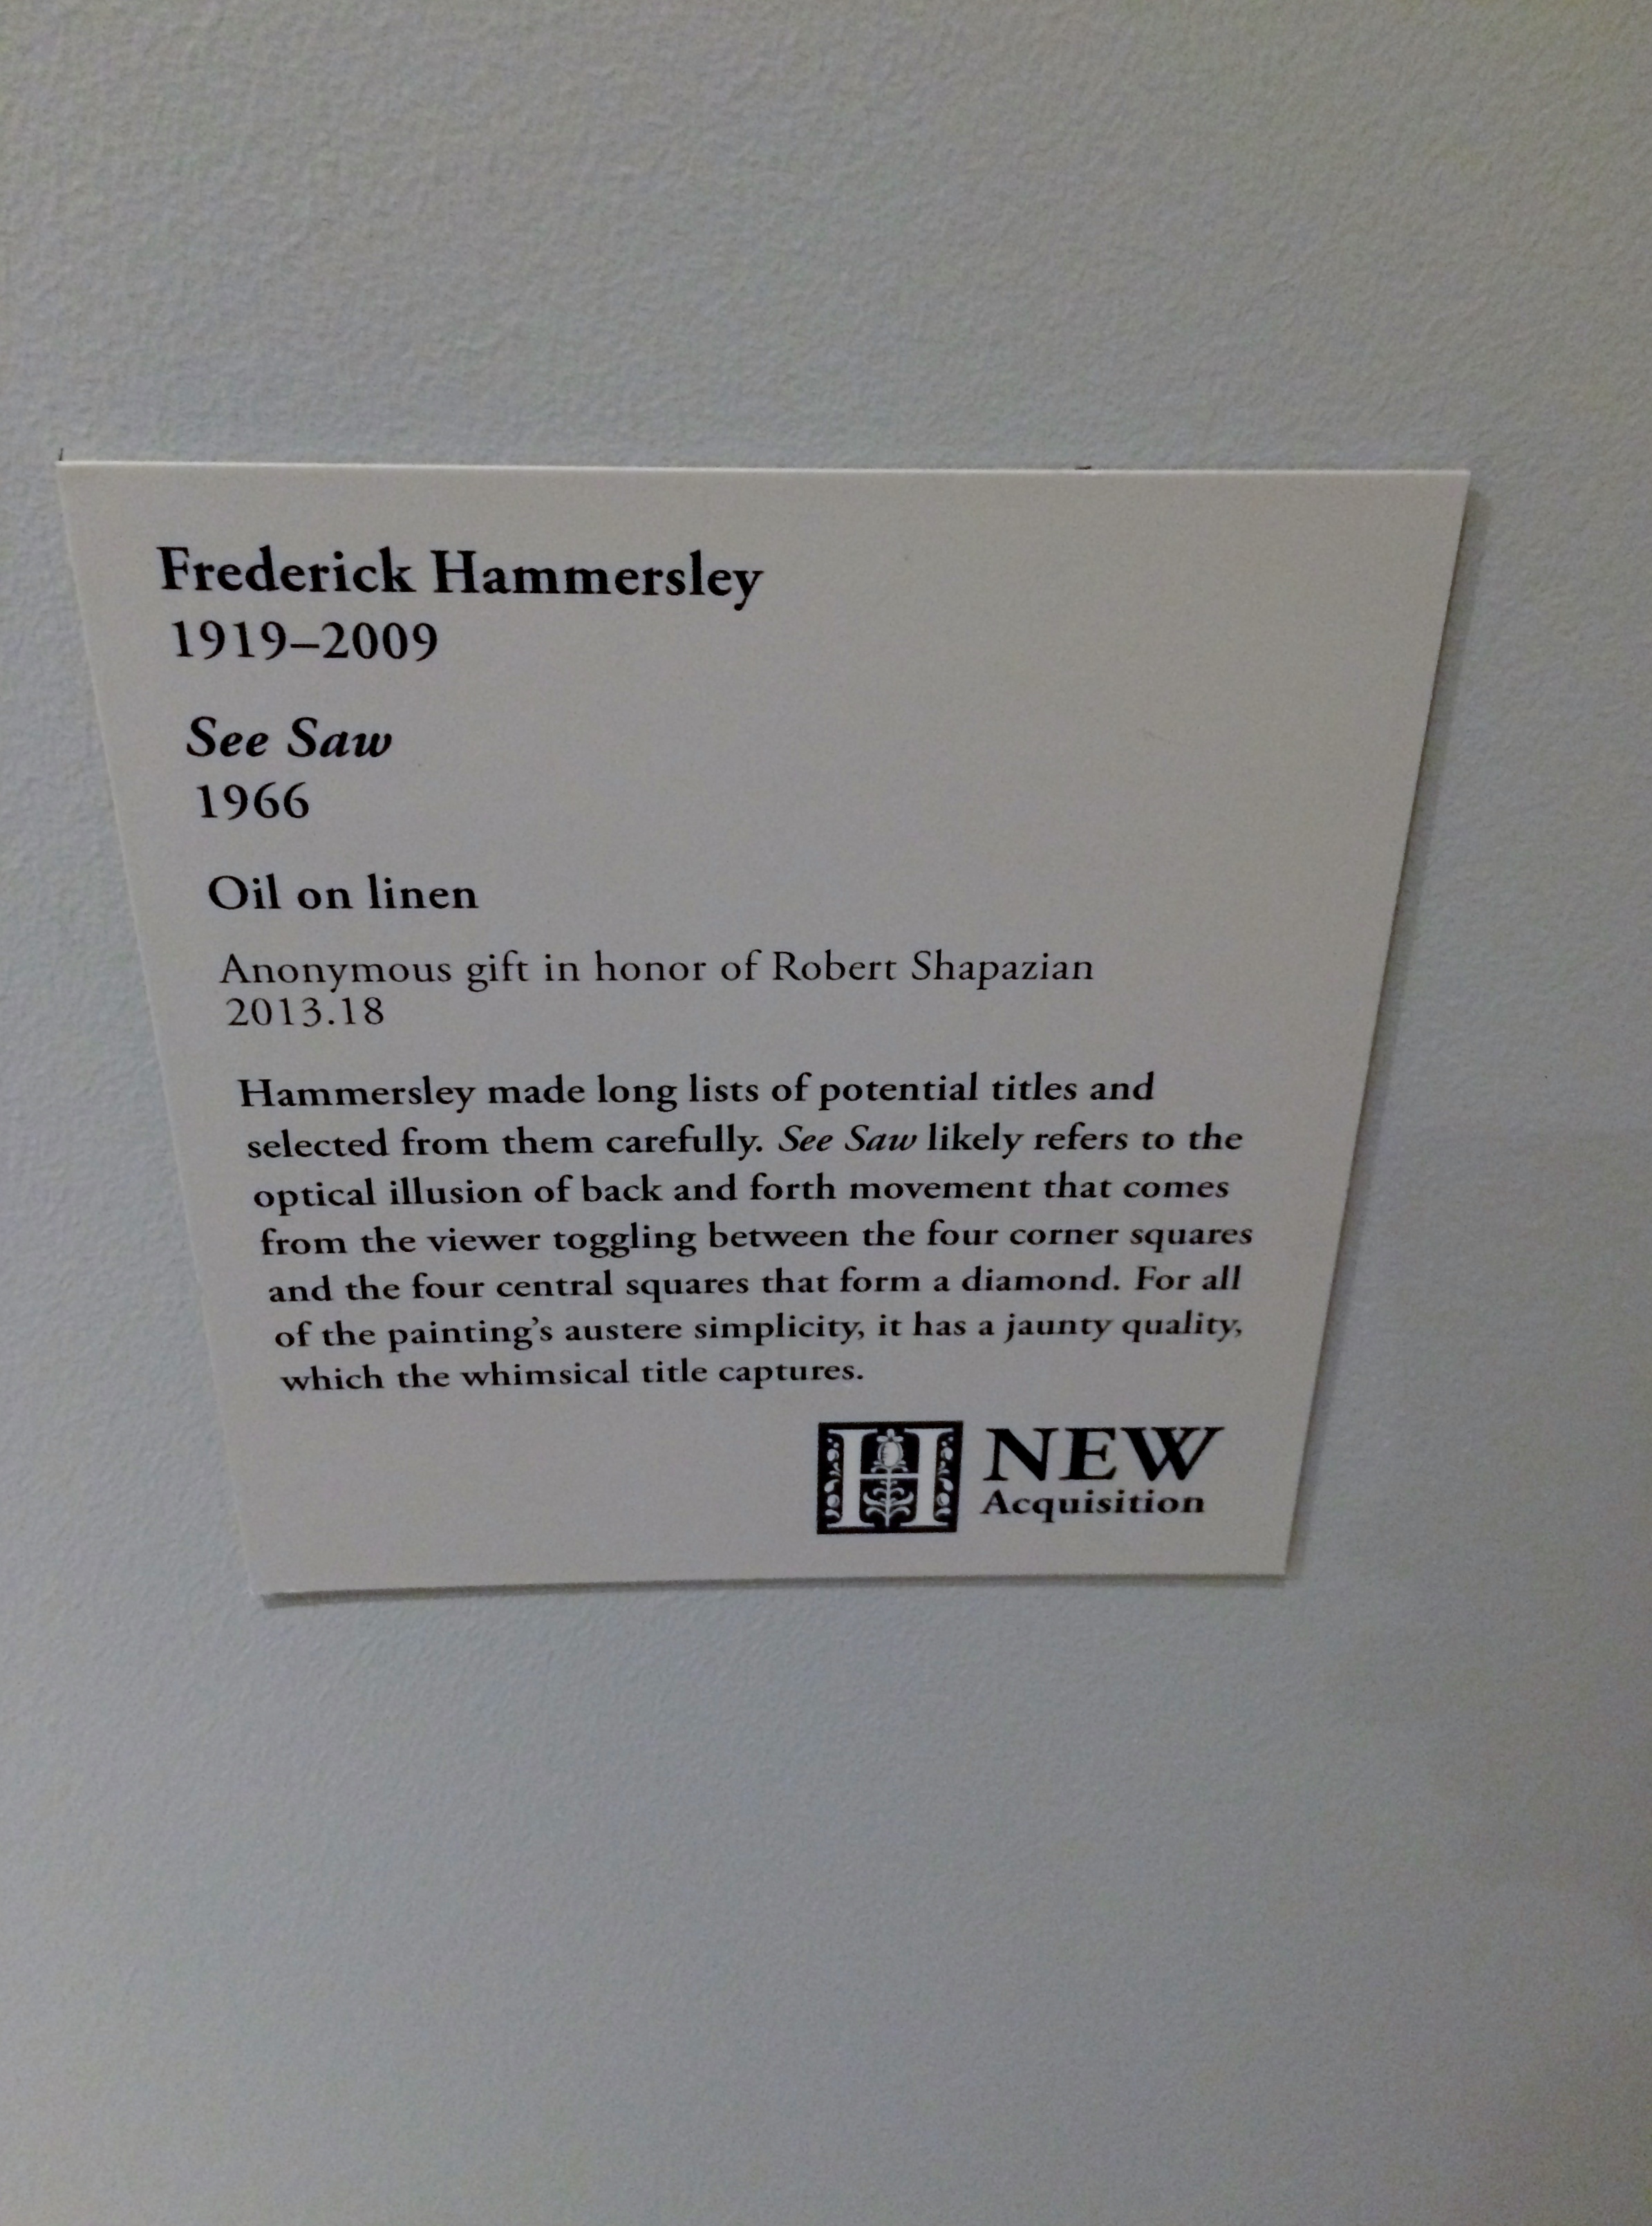 Frederick Hammersley
1919–2009
See Saw
1966
Oil on linen
Anonymous gift in honor of Robert Shapazian
2013.18
Hammersley made long lists of potential titles and
selected from them carefully. See Saw likely refers to the
optical illusion of back and forth movement that comes
from the viewer toggling between the four corner squares
and the four central squares that form a diamond. For all
of the painting's austere simplicity, it has a jaunty quality,
which the whimsical title captures.
H NEW
Acquisition